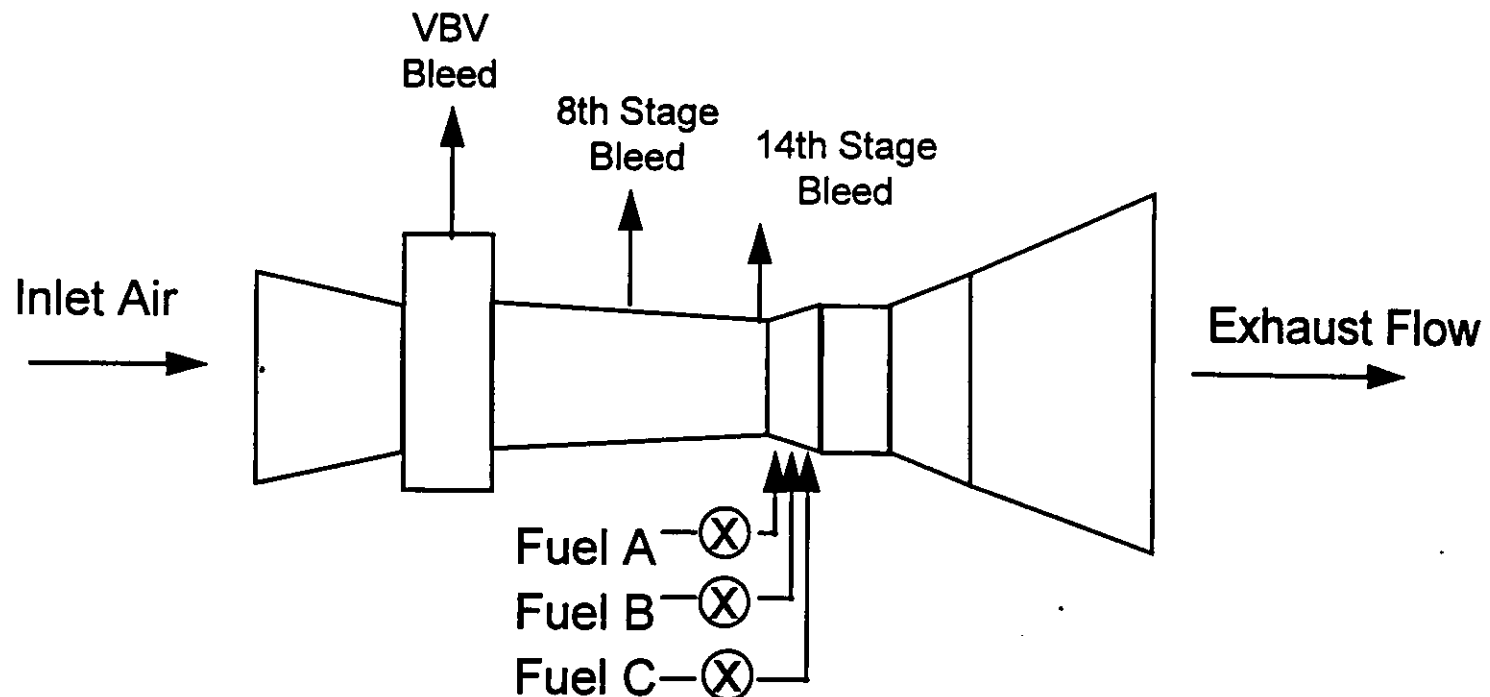 VBV
Bleed
8th Stage
Bleed
14th Stage
Bleed
Inlet Air
Exhaust Flow
Fuel A
Fuel B
Fuel C